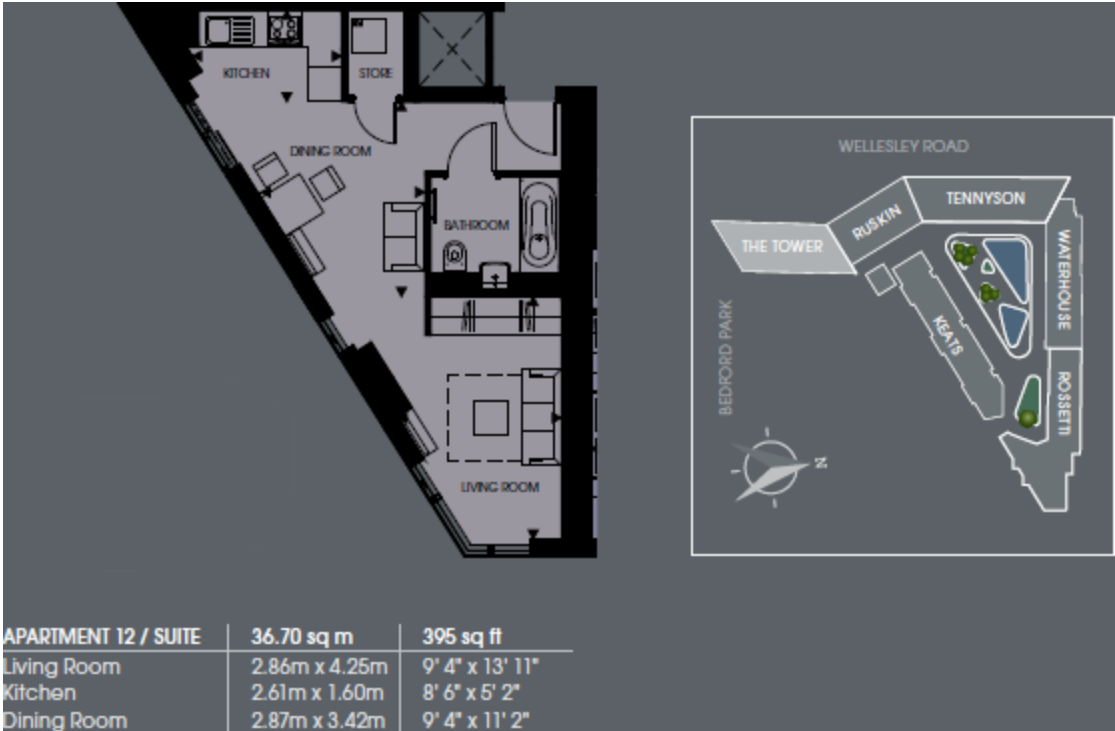 KITCHEN
STORE
DINING ROOM
BATHROOM
LIVING ROOM
WELLESLEY ROAD
TENNYSON
RUSKIN
THE TOWER
WATERHOUSE
KEATS
BEDFORD PARK
ROSSETTI
N
APARTMENT 12 / SUITE 36.70 sq m 395 sq ft
Living Room 2.86m x 4.25m 9' 4" x 13' 11"
Kitchen 2.61m x 1.60m 8' 6" x 5' 2"
Dining Room 2.87m x 3.42m 9' 4" x 11' 2"